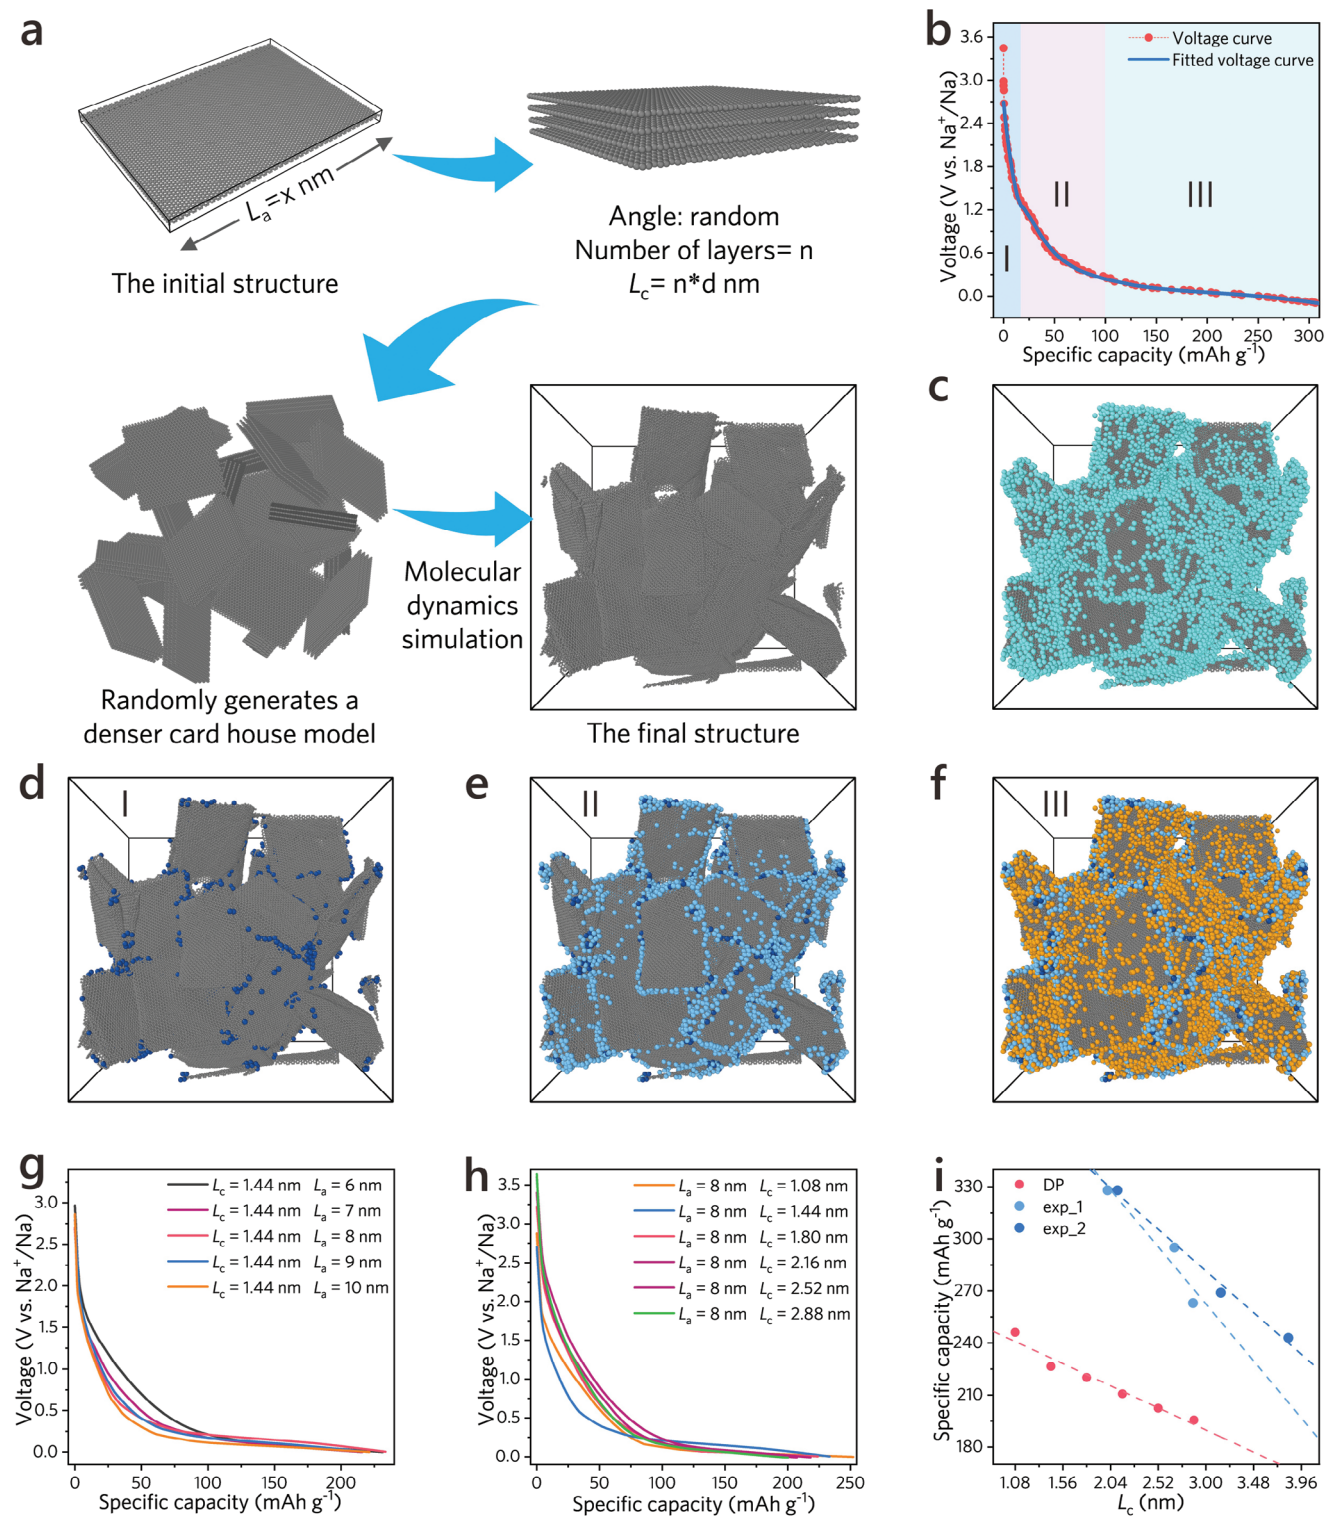 a
L_a=x nm
The initial structure
Angle: random
Number of layers= n
L_c= n*d nm
Randomly generates a
denser card house model
Molecular
dynamics
simulation
The final structure
b
Voltage (V vs. Na⁺/Na)
3.6
3.0
2.4
1.8
1.2
0.6
0.0
Voltage curve
Fitted voltage curve
I
II
III
0 50 100 150 200 250 300
Specific capacity (mAh g⁻¹)
c
d
I
e
II
f
III
g
Voltage (V vs. Na⁺/Na)
3.0
2.5
2.0
1.5
1.0
0.5
0.0
L_c = 1.44 nm L_a = 6 nm
L_c = 1.44 nm L_a = 7 nm
L_c = 1.44 nm L_a = 8 nm
L_c = 1.44 nm L_a = 9 nm
L_c = 1.44 nm L_a = 10 nm
0 50 100 150 200
Specific capacity (mAh g⁻¹)
h
Voltage (V vs. Na⁺/Na)
3.5
3.0
2.5
2.0
1.5
1.0
0.5
0.0
L_a = 8 nm L_c = 1.08 nm
L_a = 8 nm L_c = 1.44 nm
L_a = 8 nm L_c = 1.80 nm
L_a = 8 nm L_c = 2.16 nm
L_a = 8 nm L_c = 2.52 nm
L_a = 8 nm L_c = 2.88 nm
0 50 100 150 200 250
Specific capacity (mAh g⁻¹)
i
Specific capacity (mAh g⁻¹)
330
300
270
240
210
180
DP
exp_1
exp_2
1.08 1.56 2.04 2.52 3.00 3.48 3.96
L_c (nm)